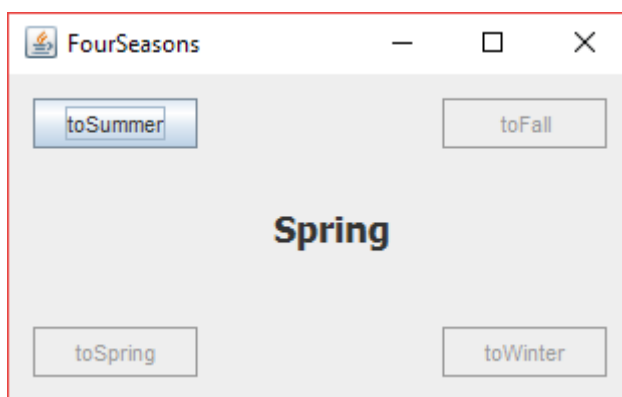 FourSeasons
toSummer
toFall
Spring
toSpring
toWinter